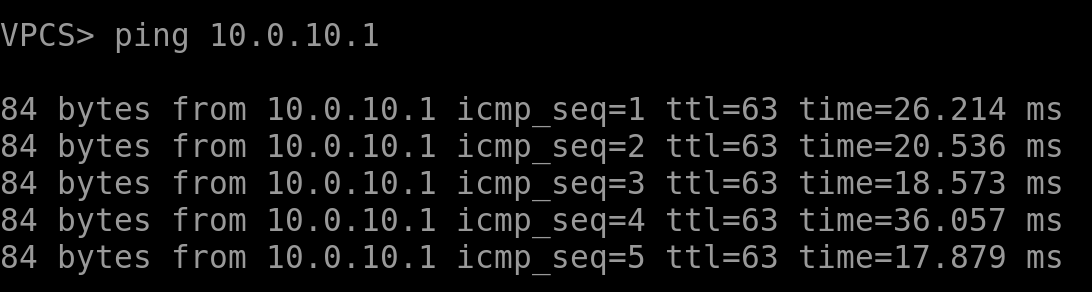 VPCS> ping 10.0.10.1
84 bytes from 10.0.10.1 icmp_seq=1 ttl=63 time=26.214 ms
84 bytes from 10.0.10.1 icmp_seq=2 ttl=63 time=20.536 ms
84 bytes from 10.0.10.1 icmp_seq=3 ttl=63 time=18.573 ms
84 bytes from 10.0.10.1 icmp_seq=4 ttl=63 time=36.057 ms
84 bytes from 10.0.10.1 icmp_seq=5 ttl=63 time=17.879 ms